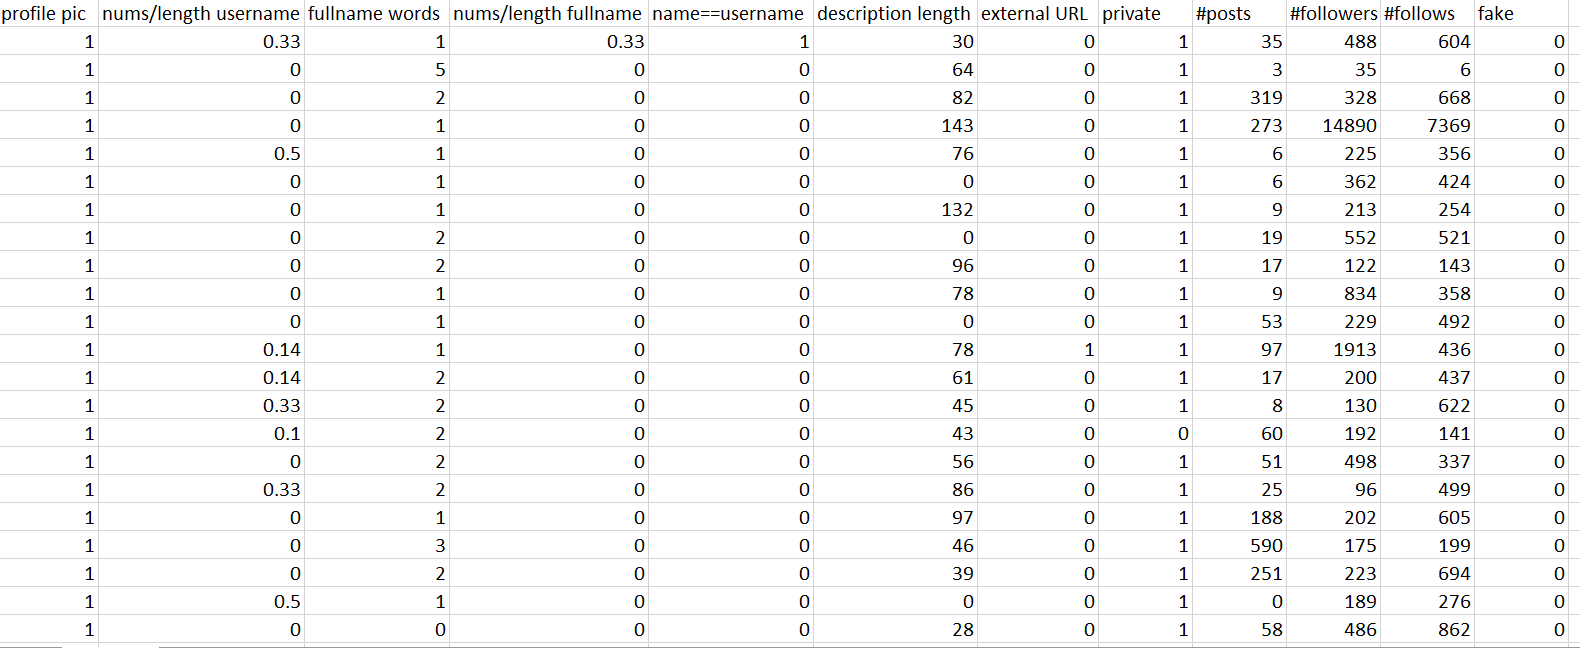 profile pic nums/length username fullname words nums/length fullname name==username description length external URL private #posts #followers #follows fake
1 0.33 1 0.33 1 30 0 1 35 488 604 0
1 0 5 0 0 64 0 1 3 35 6 0
1 0 2 0 0 82 0 1 319 328 668 0
1 0 1 0 0 143 0 1 273 14890 7369 0
1 0.5 1 0 0 76 0 1 6 225 356 0
1 0 1 0 0 0 0 1 6 362 424 0
1 0 1 0 0 132 0 1 9 213 254 0
1 0 2 0 0 0 0 1 19 552 521 0
1 0 2 0 0 96 0 1 17 122 143 0
1 0 1 0 0 78 0 1 9 834 358 0
1 0 1 0 0 0 0 1 53 229 492 0
1 0.14 1 0 0 78 1 1 97 1913 436 0
1 0.14 2 0 0 61 0 1 17 200 437 0
1 0.33 2 0 0 45 0 1 8 130 622 0
1 0.1 2 0 0 43 0 0 60 192 141 0
1 0 2 0 0 56 0 1 51 498 337 0
1 0.33 2 0 0 86 0 1 25 96 499 0
1 0 1 0 0 97 0 1 188 202 605 0
1 0 3 0 0 46 0 1 590 175 199 0
1 0 2 0 0 39 0 1 251 223 694 0
1 0.5 1 0 0 0 0 1 0 189 276 0
1 0 0 0 0 28 0 1 58 486 862 0